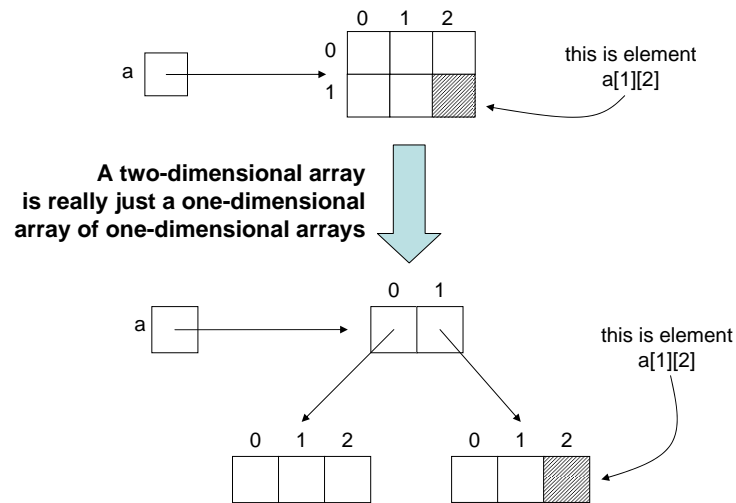 0 1 2
0
this is element
a[1][2]
a
1
A two-dimensional array
is really just a one-dimensional
array of one-dimensional arrays
0 1
a
this is element
a[1][2]
0 1 2 0 1 2